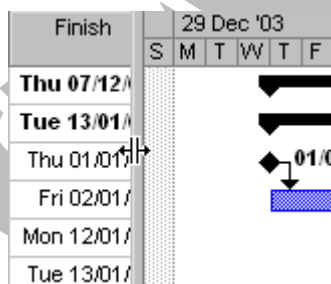 Finish 29 Dec '03
S M T W T F
Thu 07/12/
Tue 13/01/
Thu 01/01/ 01/0
Fri 02/01/
Mon 12/01/
Tue 13/01/